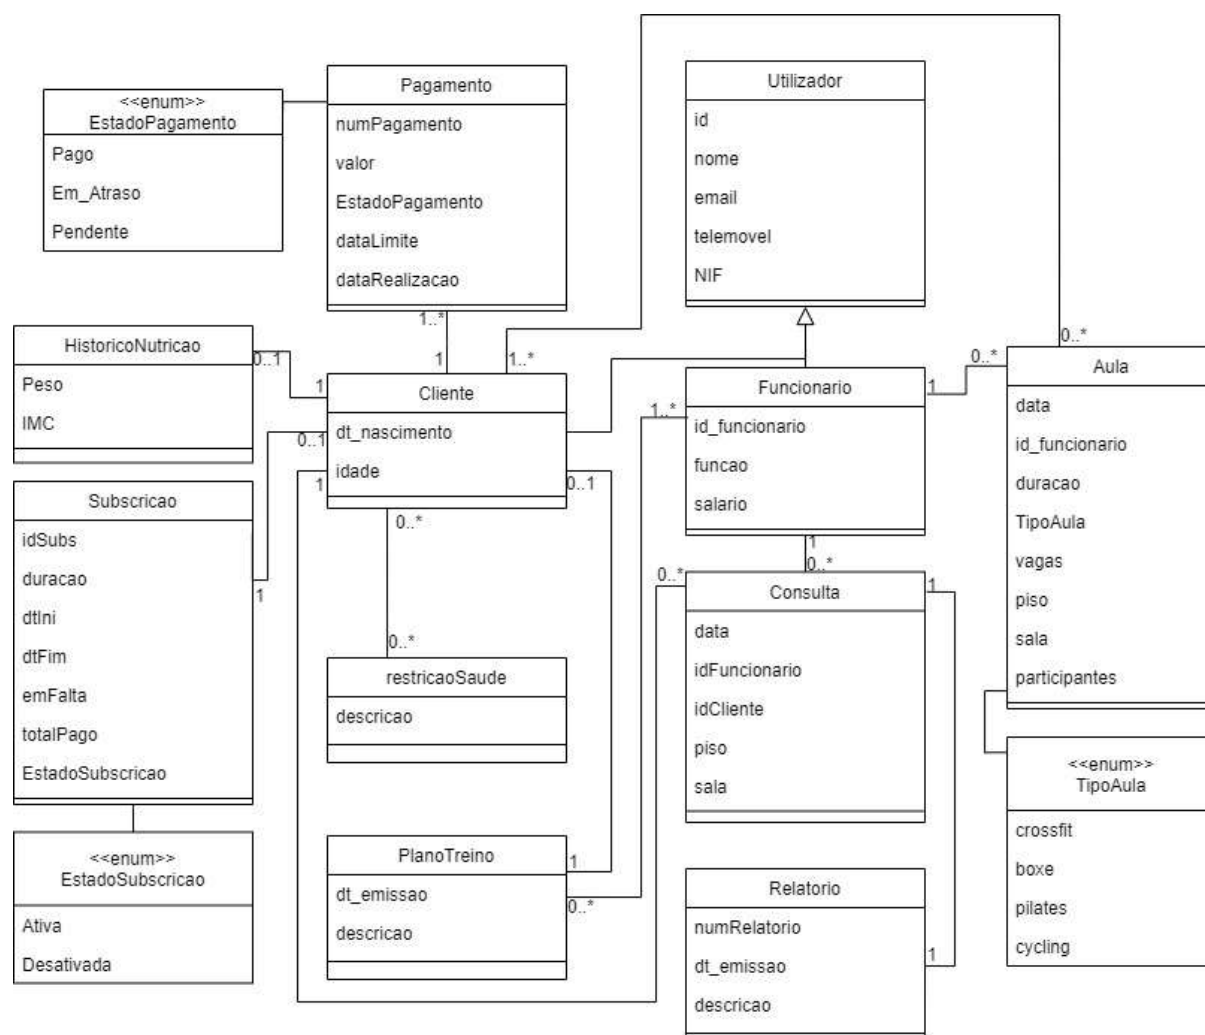 Pagamento
numPagamento
valor
EstadoPagamento
dataLimite
dataRealizacao
<<enum>>
EstadoPagamento
Pago
Em_Atraso
Pendente
Utilizador
id
nome
email
telemovel
NIF
HistoricoNutricao
Peso
IMC
0..1
1
1..*
1
1..*
0..*
Cliente
dt_nascimento
idade
0..1
1
0..1
0..*
Funcionario
id_funcionario
funcao
salario
1
0..*
1..*
1
0..*
Aula
data
id_funcionario
duracao
TipoAula
vagas
piso
sala
participantes
Subscricao
idSubs
duracao
dtIni
dtFim
emFalta
totalPago
EstadoSubscricao
1
0..*
restricaoSaude
descricao
0..*
1
Consulta
data
idFuncionario
idCliente
piso
sala
<<enum>>
TipoAula
crossfit
boxe
pilates
cycling
<<enum>>
EstadoSubscricao
Ativa
Desativada
PlanoTreino
dt_emissao
descricao
1
0..*
Relatorio
numRelatorio
dt_emissao
descricao
1